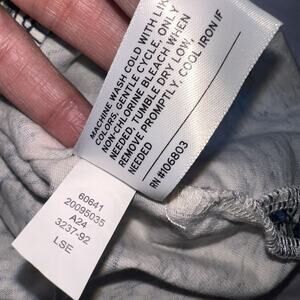 MACHINE WASH COLD WITH LIKE
COLORS, GENTLE CYCLE. ONLY
NON-CHLORINE BLEACH WHEN
NEEDED, TUMBLE DRY LOW,
REMOVE PROMPTLY, COOL IRON IF
NEEDED
RN #106803
60641
20095035
A24
3237-92
LSE